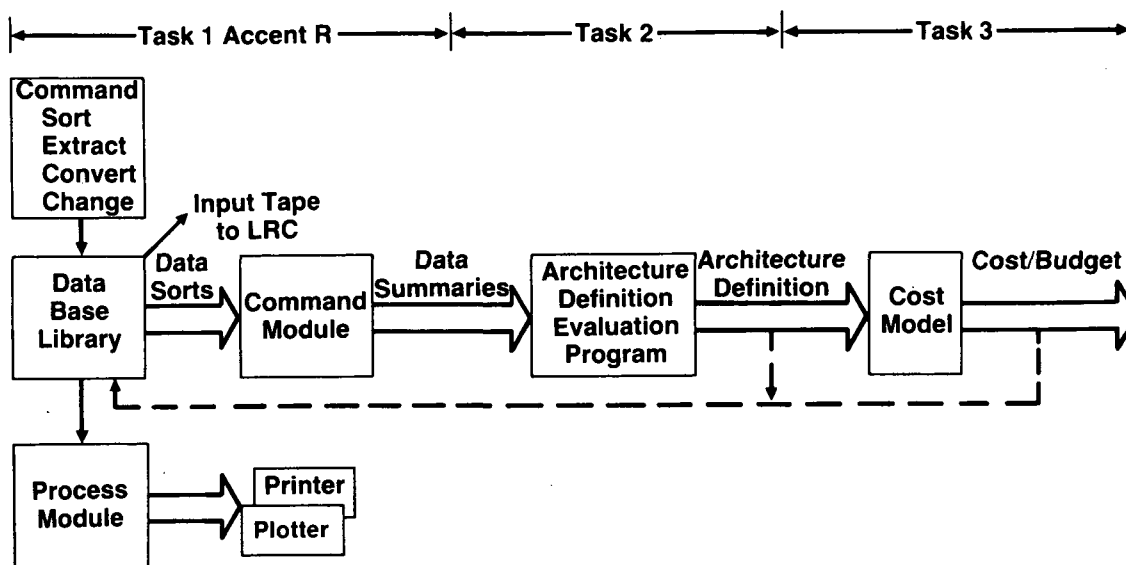 Task 1 Accent R
Task 2
Task 3
Command
Sort
Extract
Convert
Change
Input Tape
to LRC
Data
Base
Library
Data
Sorts
Command
Module
Data
Summaries
Architecture
Definition
Evaluation
Program
Architecture
Definition
Cost
Model
Cost/Budget
Process
Module
Printer
Plotter